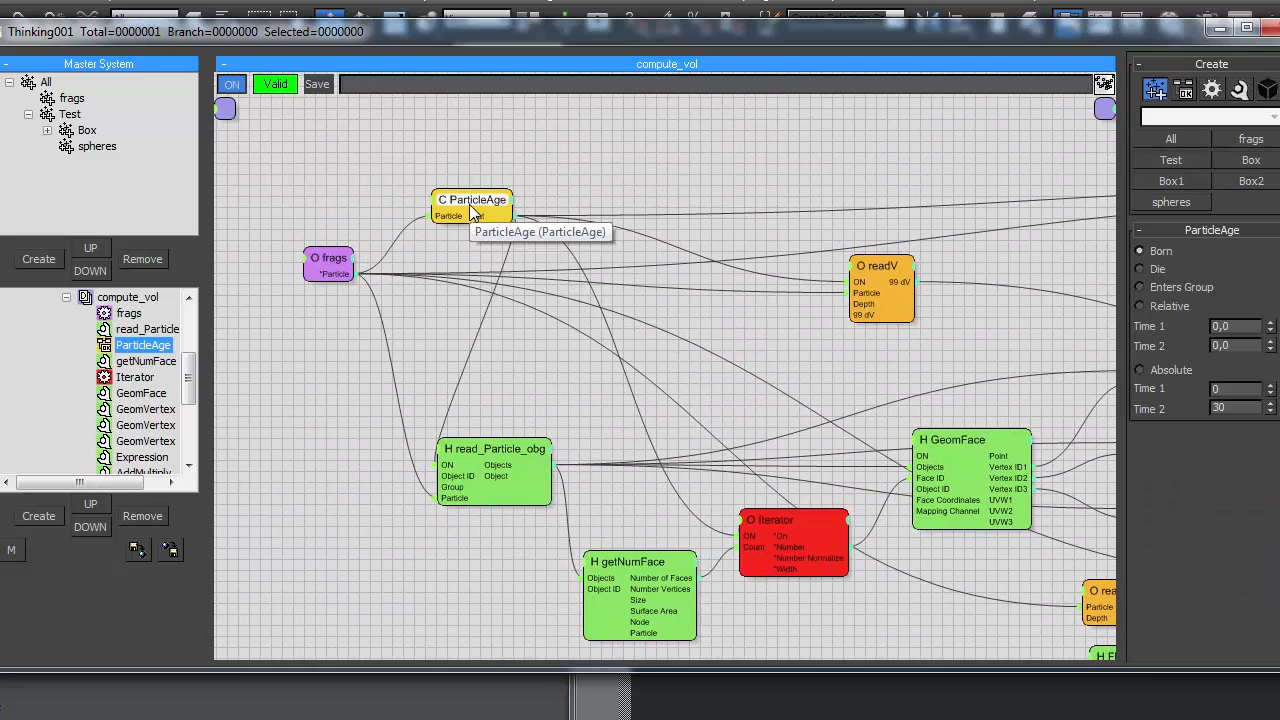 Thinking001 Total=0000001 Branch=0000000 Selected=0000000
Master System
All
frags
Test
Box
spheres
Create
UP
DOWN
Remove
compute_vol
frags
read_Particle
ParticleAge
getNumFace
Iterator
GeomFace
GeomVertex
GeomVertex
GeomVertex
Expression
AddMultiply
Create
UP
DOWN
Remove
M
compute_vol
ON
Valid
Save
C ParticleAge
Particle
ParticleAge (ParticleAge)
O frags
*Particle
O readV
ON 99 dV
Particle
Depth
99 dV
H read_Particle_obg
ON Objects
Object ID Object
Group
Particle
H getNumFace
Objects Number of Faces
Object ID Number Vertices
Size
Surface Area
Node
Particle
O Iterator
ON *On
Count *Number
*Number Normalize
*Width
H GeomFace
ON Point
Objects Vertex ID1
Face ID Vertex ID2
Object ID Vertex ID3
Face Coordinates UVW1
Mapping Channel UVW2
UVW3
O rea
Particle
Depth
Create
All frags
Test Box
Box1 Box2
spheres
ParticleAge
Born
Die
Enters Group
Relative
Time 1 0,0
Time 2 0,0
Absolute
Time 1 0
Time 2 30